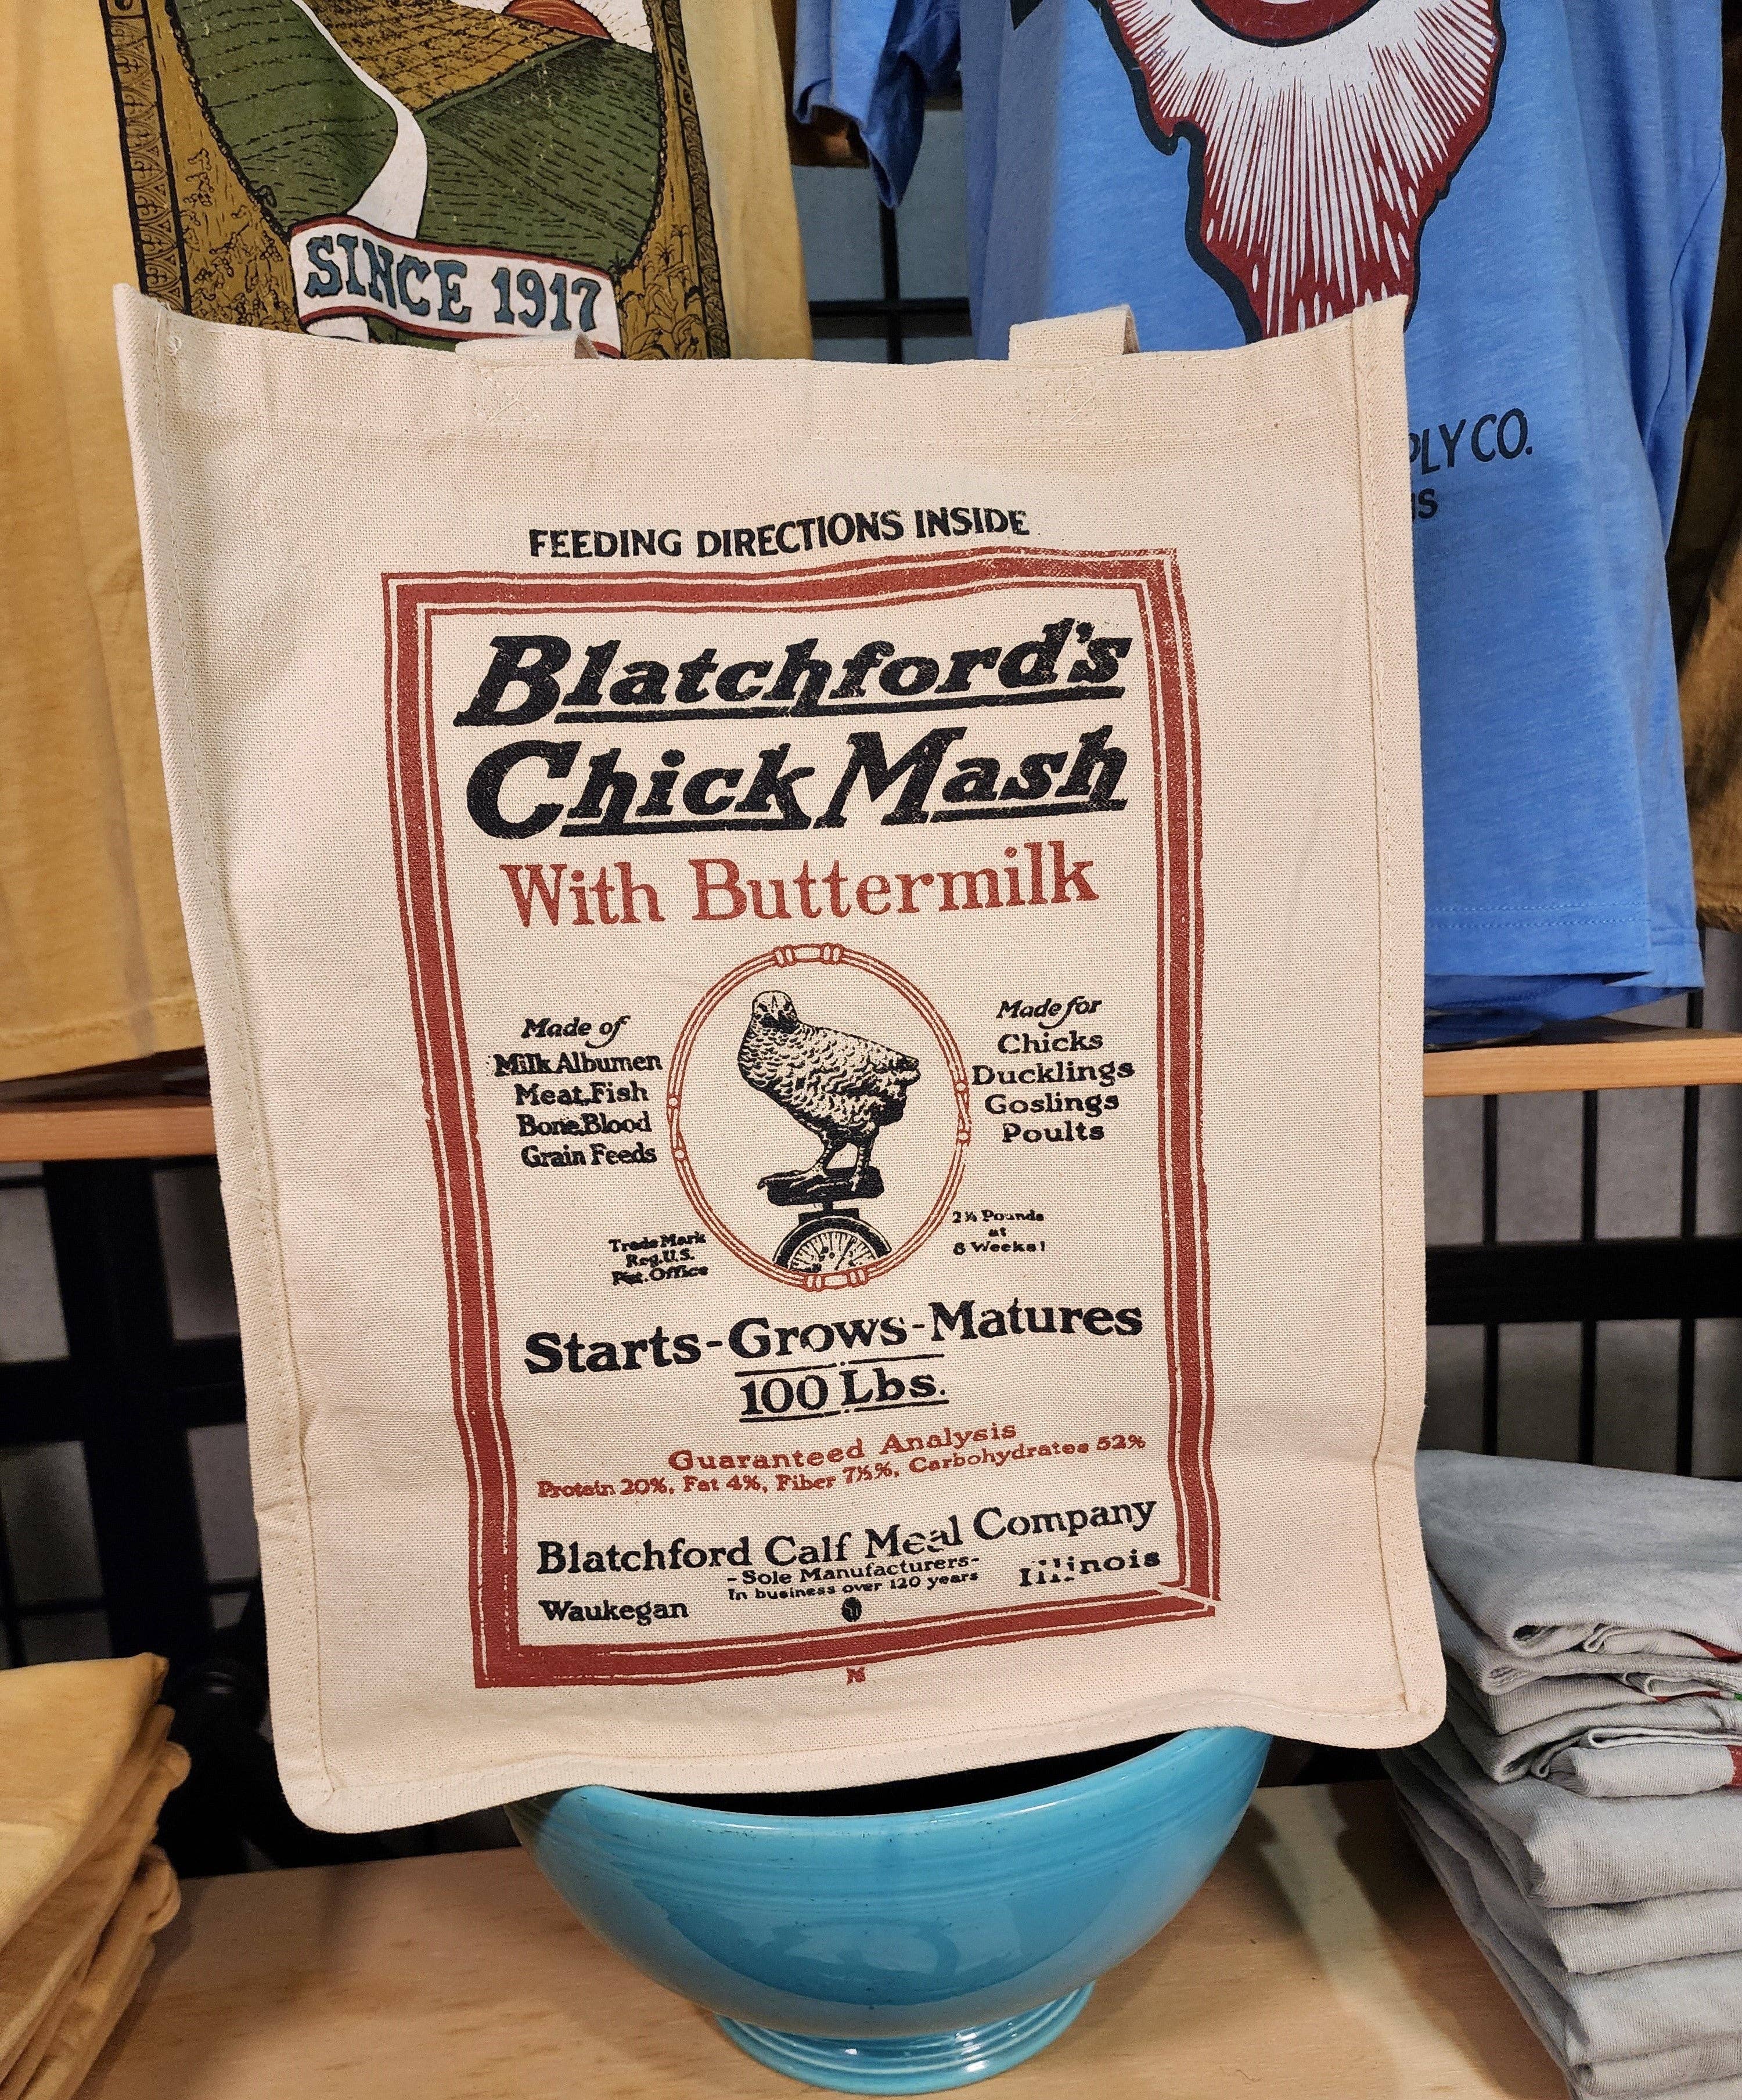 SINCE 1917
PLY CO.
FEEDING DIRECTIONS INSIDE
Blatchford's
Chick Mash
With Buttermilk
Made of
Milk Albumen
Meat, Fish
Bone, Blood
Grain Feeds
Made for
Chicks
Ducklings
Goslings
Poults
Trade Mark
Reg. U.S.
Pat. Office
Pounds
at
Weeks!
Starts-Grows-Matures
100 Lbs.
Guaranteed Analysis
Protein 20%, Fat 4%, Fiber 7½%, Carbohydrates 52%
Blatchford Calf Meal Company
-Sole Manufacturers-
In business over 120 years
Waukegan Illinois